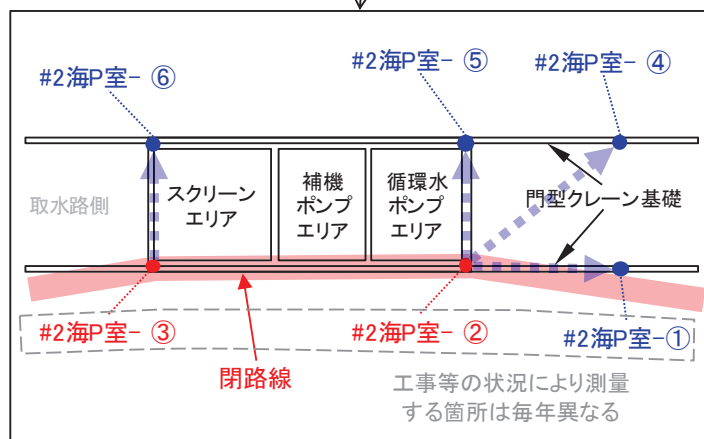 #2海P室- ⑥
#2海P室- ⑤
#2海P室- ④
取水路側
スクリーン
エリア
補機
ポンプ
エリア
循環水
ポンプ
エリア
門型クレーン基礎
#2海P室- ③
#2海P室- ②
#2海P室-①
閉路線
工事等の状況により測量
する箇所は毎年異なる